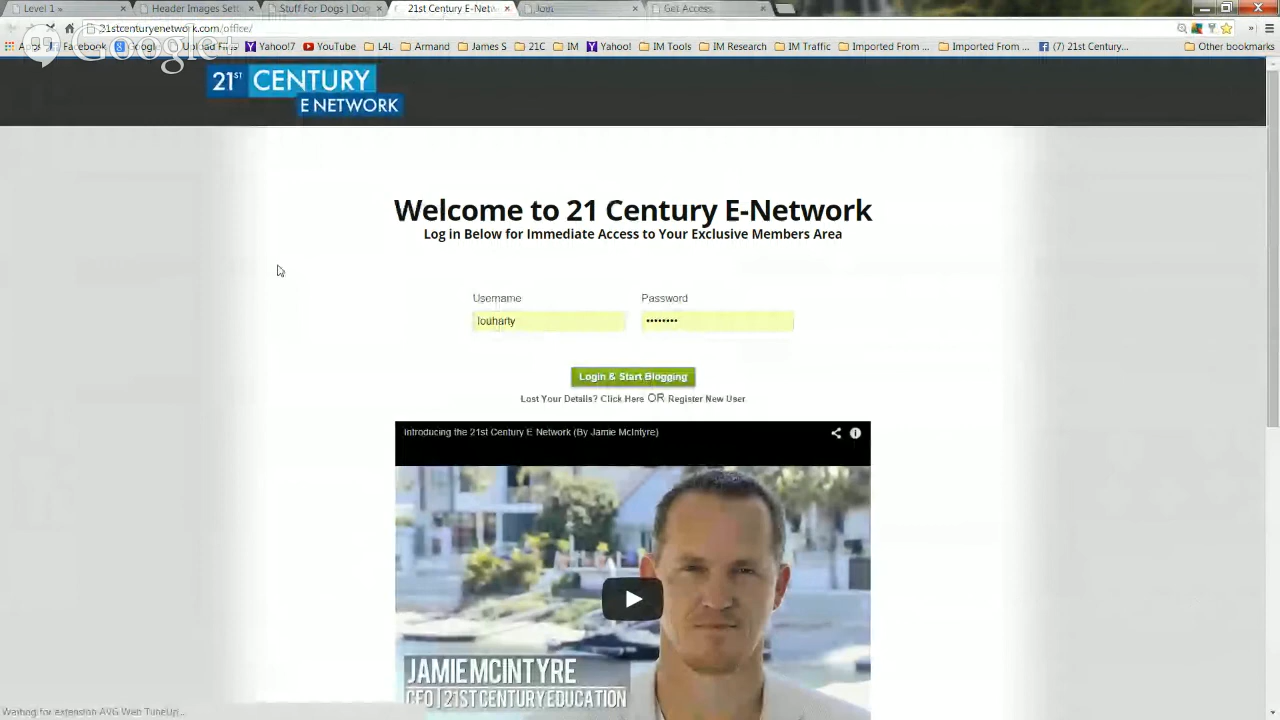 Level 1 »
Header Images Sett
Stuff For Dogs | Dog
21st Century E-Netw
Join
Get Access
21stcenturyenetwork.com/office/
Google+
Apps
Facebook
Upload Files
Yahoo!7
YouTube
L4L
Armand
James S
21C
IM
Yahoo!
IM Tools
IM Research
IM Traffic
Imported From ...
Imported From ...
(7) 21st Century...
Other bookmarks
21ST CENTURY
E NETWORK
Welcome to 21 Century E-Network
Log in Below for Immediate Access to Your Exclusive Members Area
Username
Password
louharty
••••••••
Login & Start Blogging
Lost Your Details? Click Here OR Register New User
Introducing the 21st Century E Network (By Jamie McIntyre)
JAMIE MCINTYRE
CEO | 21ST CENTURY EDUCATION
Waiting for extension AVG Web TuneUp...